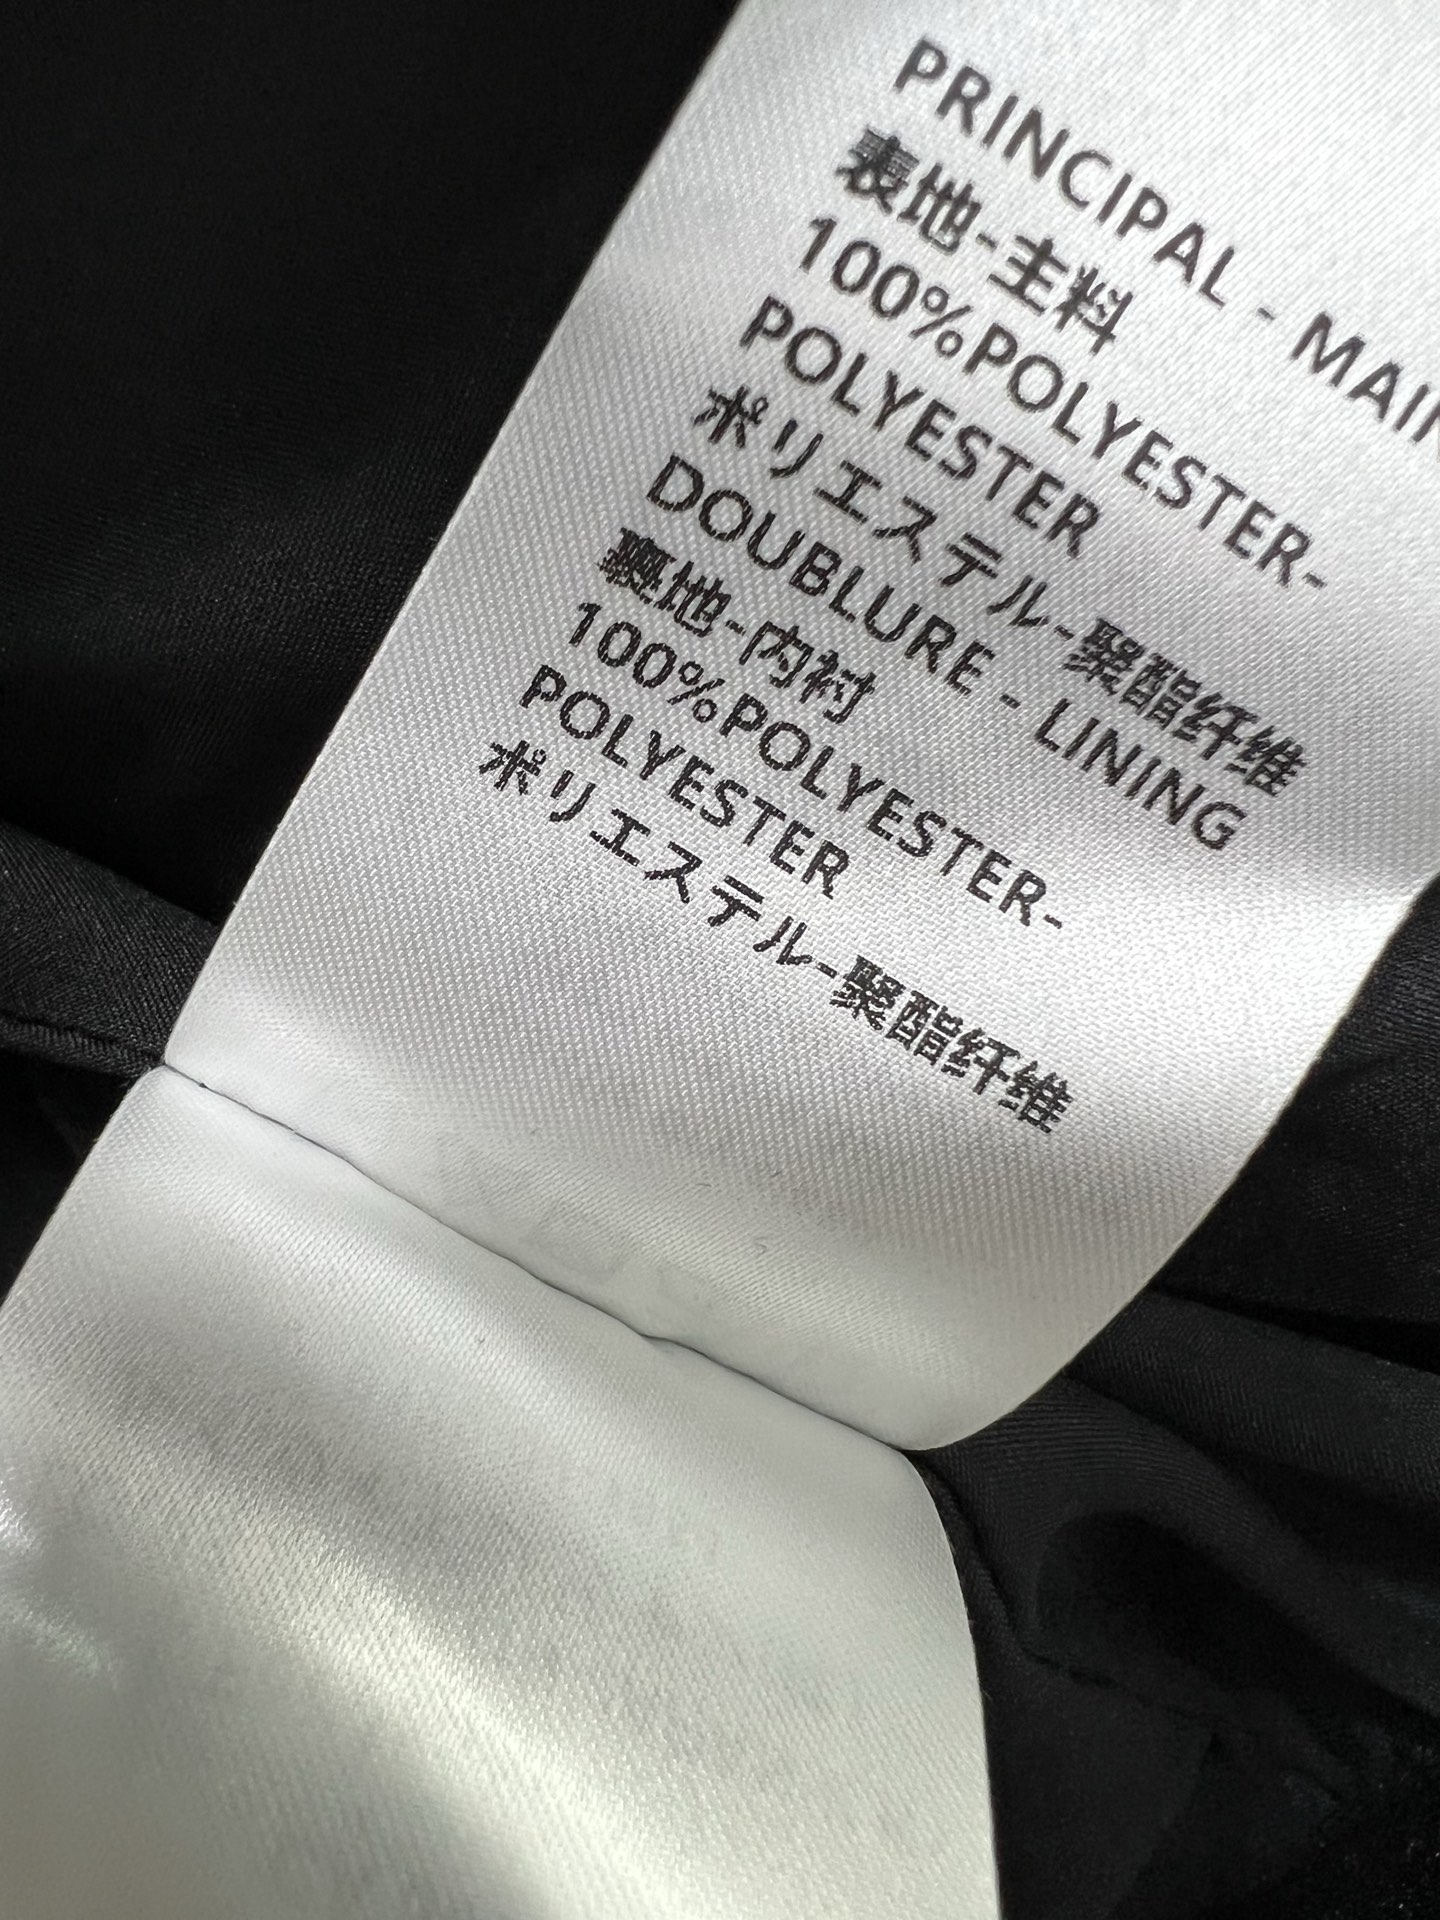 PRINCIPAL - MAIN
表地-主料
100%POLYESTER-
POLYESTER
ポリエステル-聚酯纤维
DOUBLURE - LINING
裏地-内衬
100%POLYESTER-
POLYESTER
ポリエステル-聚酯纤维